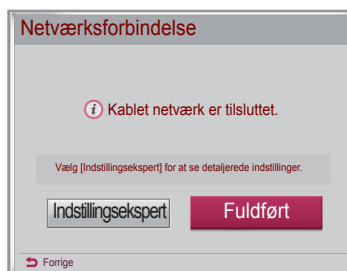 Netværksforbindelse
Kablet netværk er tilsluttet.
Vælg [Indstillingsekspert] for at se detaljerede indstillinger.
Indstillingsekspert
Fuldført
Forrige